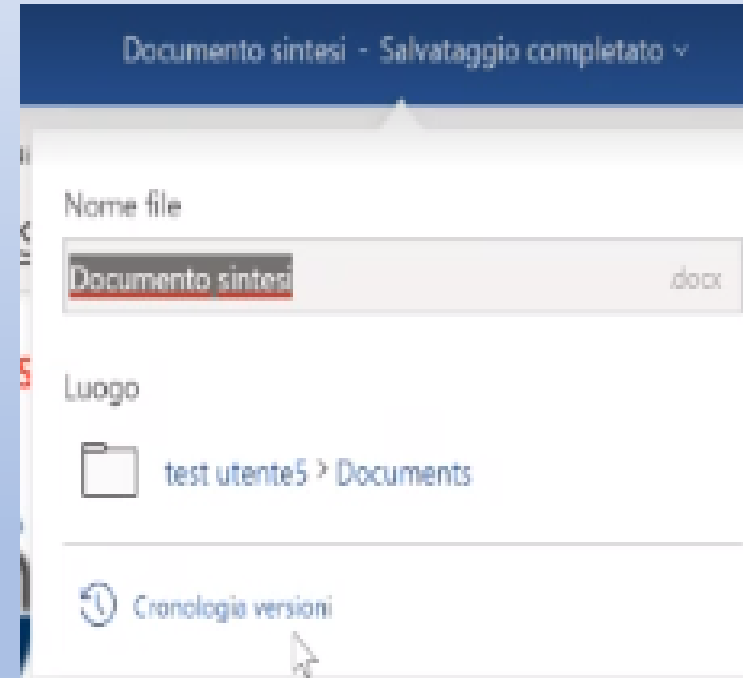 Documento sintesi - Salvataggio completato
Nome file
Documento sintesi .docx
Luogo
test utente5 > Documents
Cronologia versioni